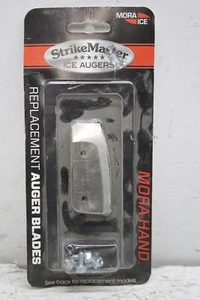 MORA
ICE
StrikeMaster
ICE AUGERS
REPLACEMENT
AUGER BLADES
MORA HAND
See back for replacement models